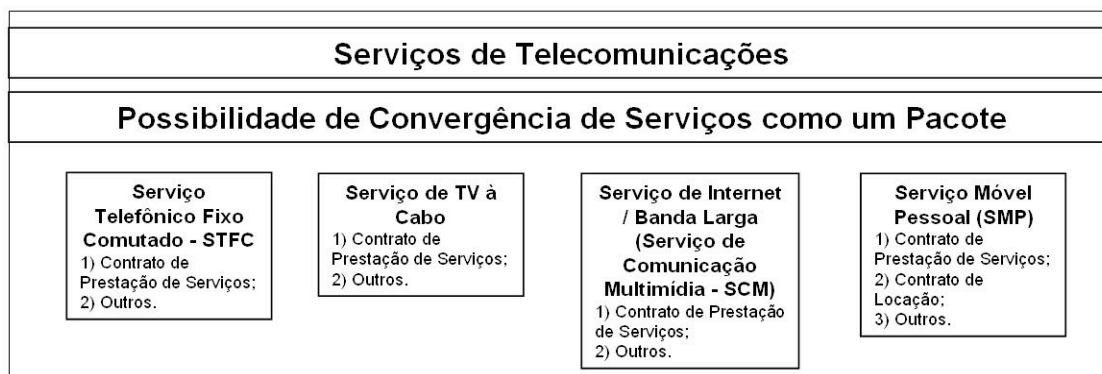 Serviços de Telecomunicações
Possibilidade de Convergência de Serviços como um Pacote
Serviço
Telefônico Fixo
Comutado - STFC
1) Contrato de
Prestação de Serviços;
2) Outros.
Serviço de TV à
Cabo
1) Contrato de
Prestação de Serviços;
2) Outros.
Serviço de Internet
/ Banda Larga
(Serviço de
Comunicação
Multimídia - SCM)
1) Contrato de Prestação
de Serviços;
2) Outros.
Serviço Móvel
Pessoal (SMP)
1) Contrato de
Prestação de Serviços;
2) Contrato de
Locação;
3) Outros.